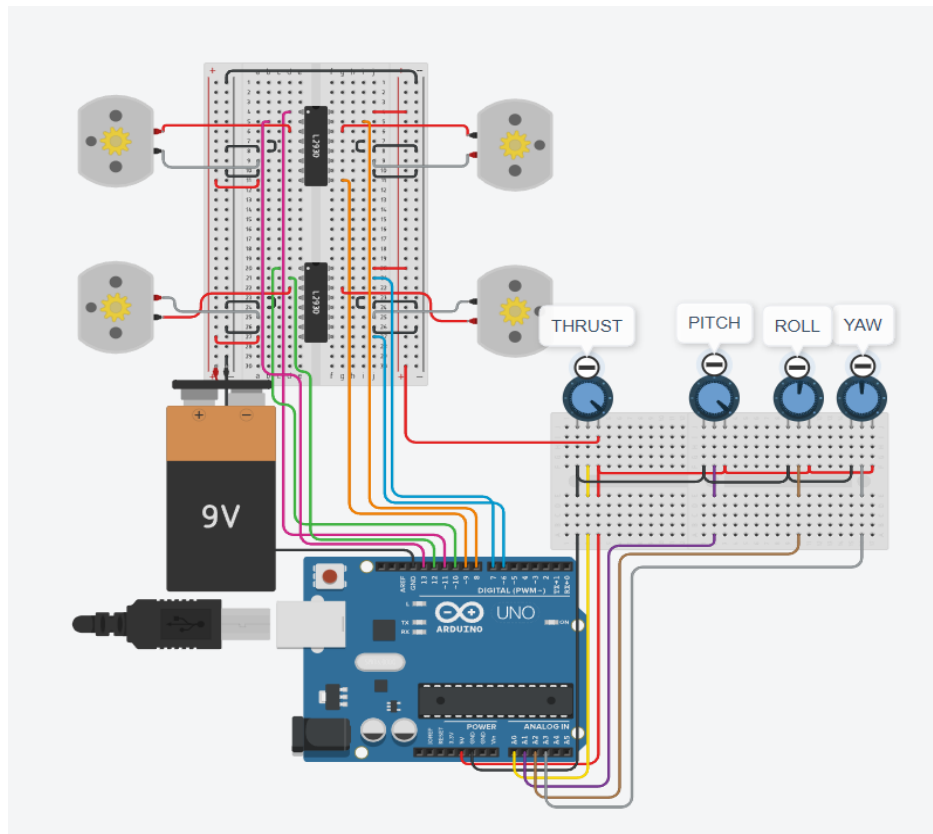 L293D
L293D
THRUST
PITCH
ROLL
YAW
+
−
9V
AREF
GND
13
12
~11
~10
~9
8
7
~6
~5
4
~3
2
TX→1
RX←0
DIGITAL (PWM~)
L
TX
RX
UNO
ARDUINO
ON
POWER
ANALOG IN
IOREF
RESET
3.3V
5V
GND
GND
Vin
A0
A1
A2
A3
A4
A5